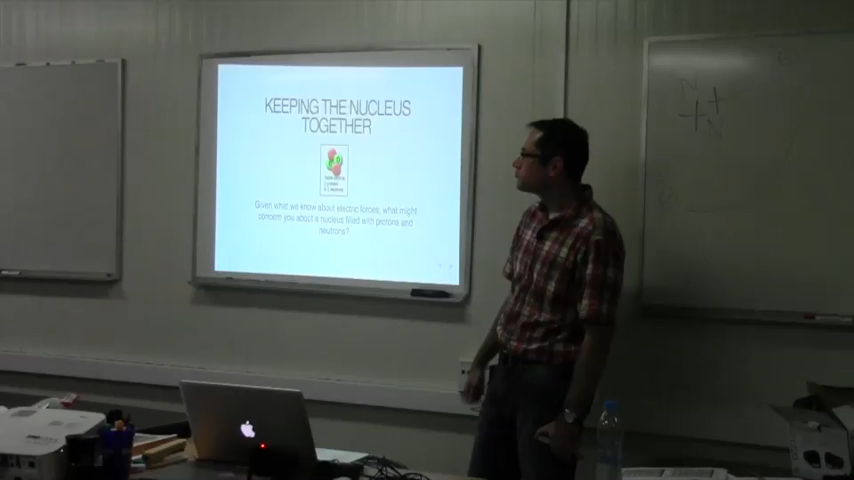 KEEPING THE NUCLEUS
TOGETHER
Given what we know about electric forces, what might
concern you about a nucleus filled with protons and
neutrons?
N
+ +
N